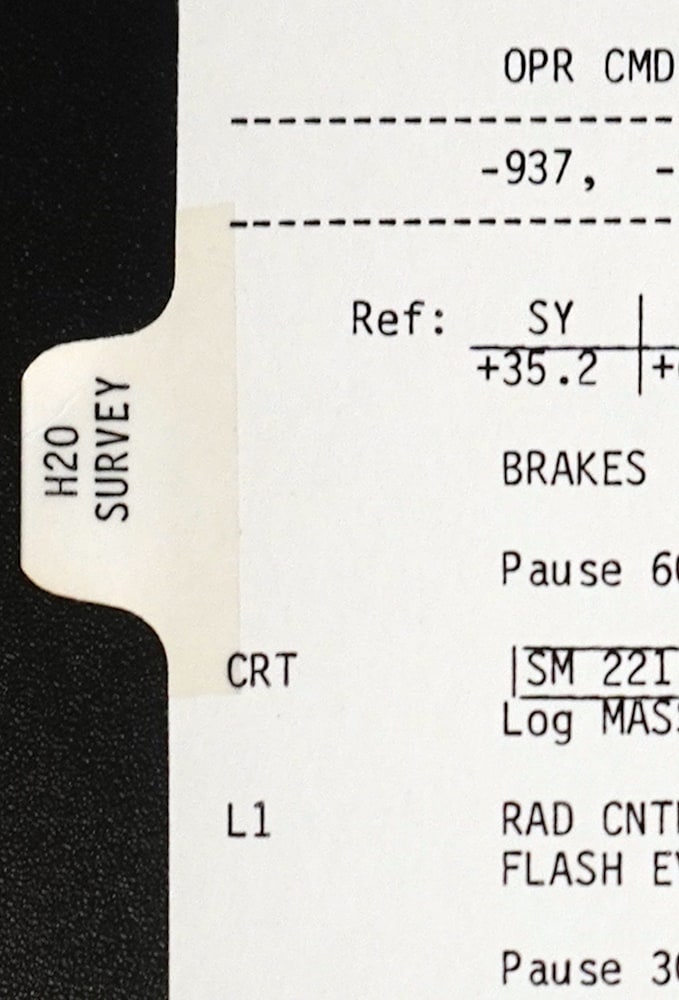 OPR CMD
-937, -
Ref: SY
+35.2 +
H20
SURVEY
BRAKES
Pause
CRT SM 221
Log
L1 RAD
FLASH
Pause